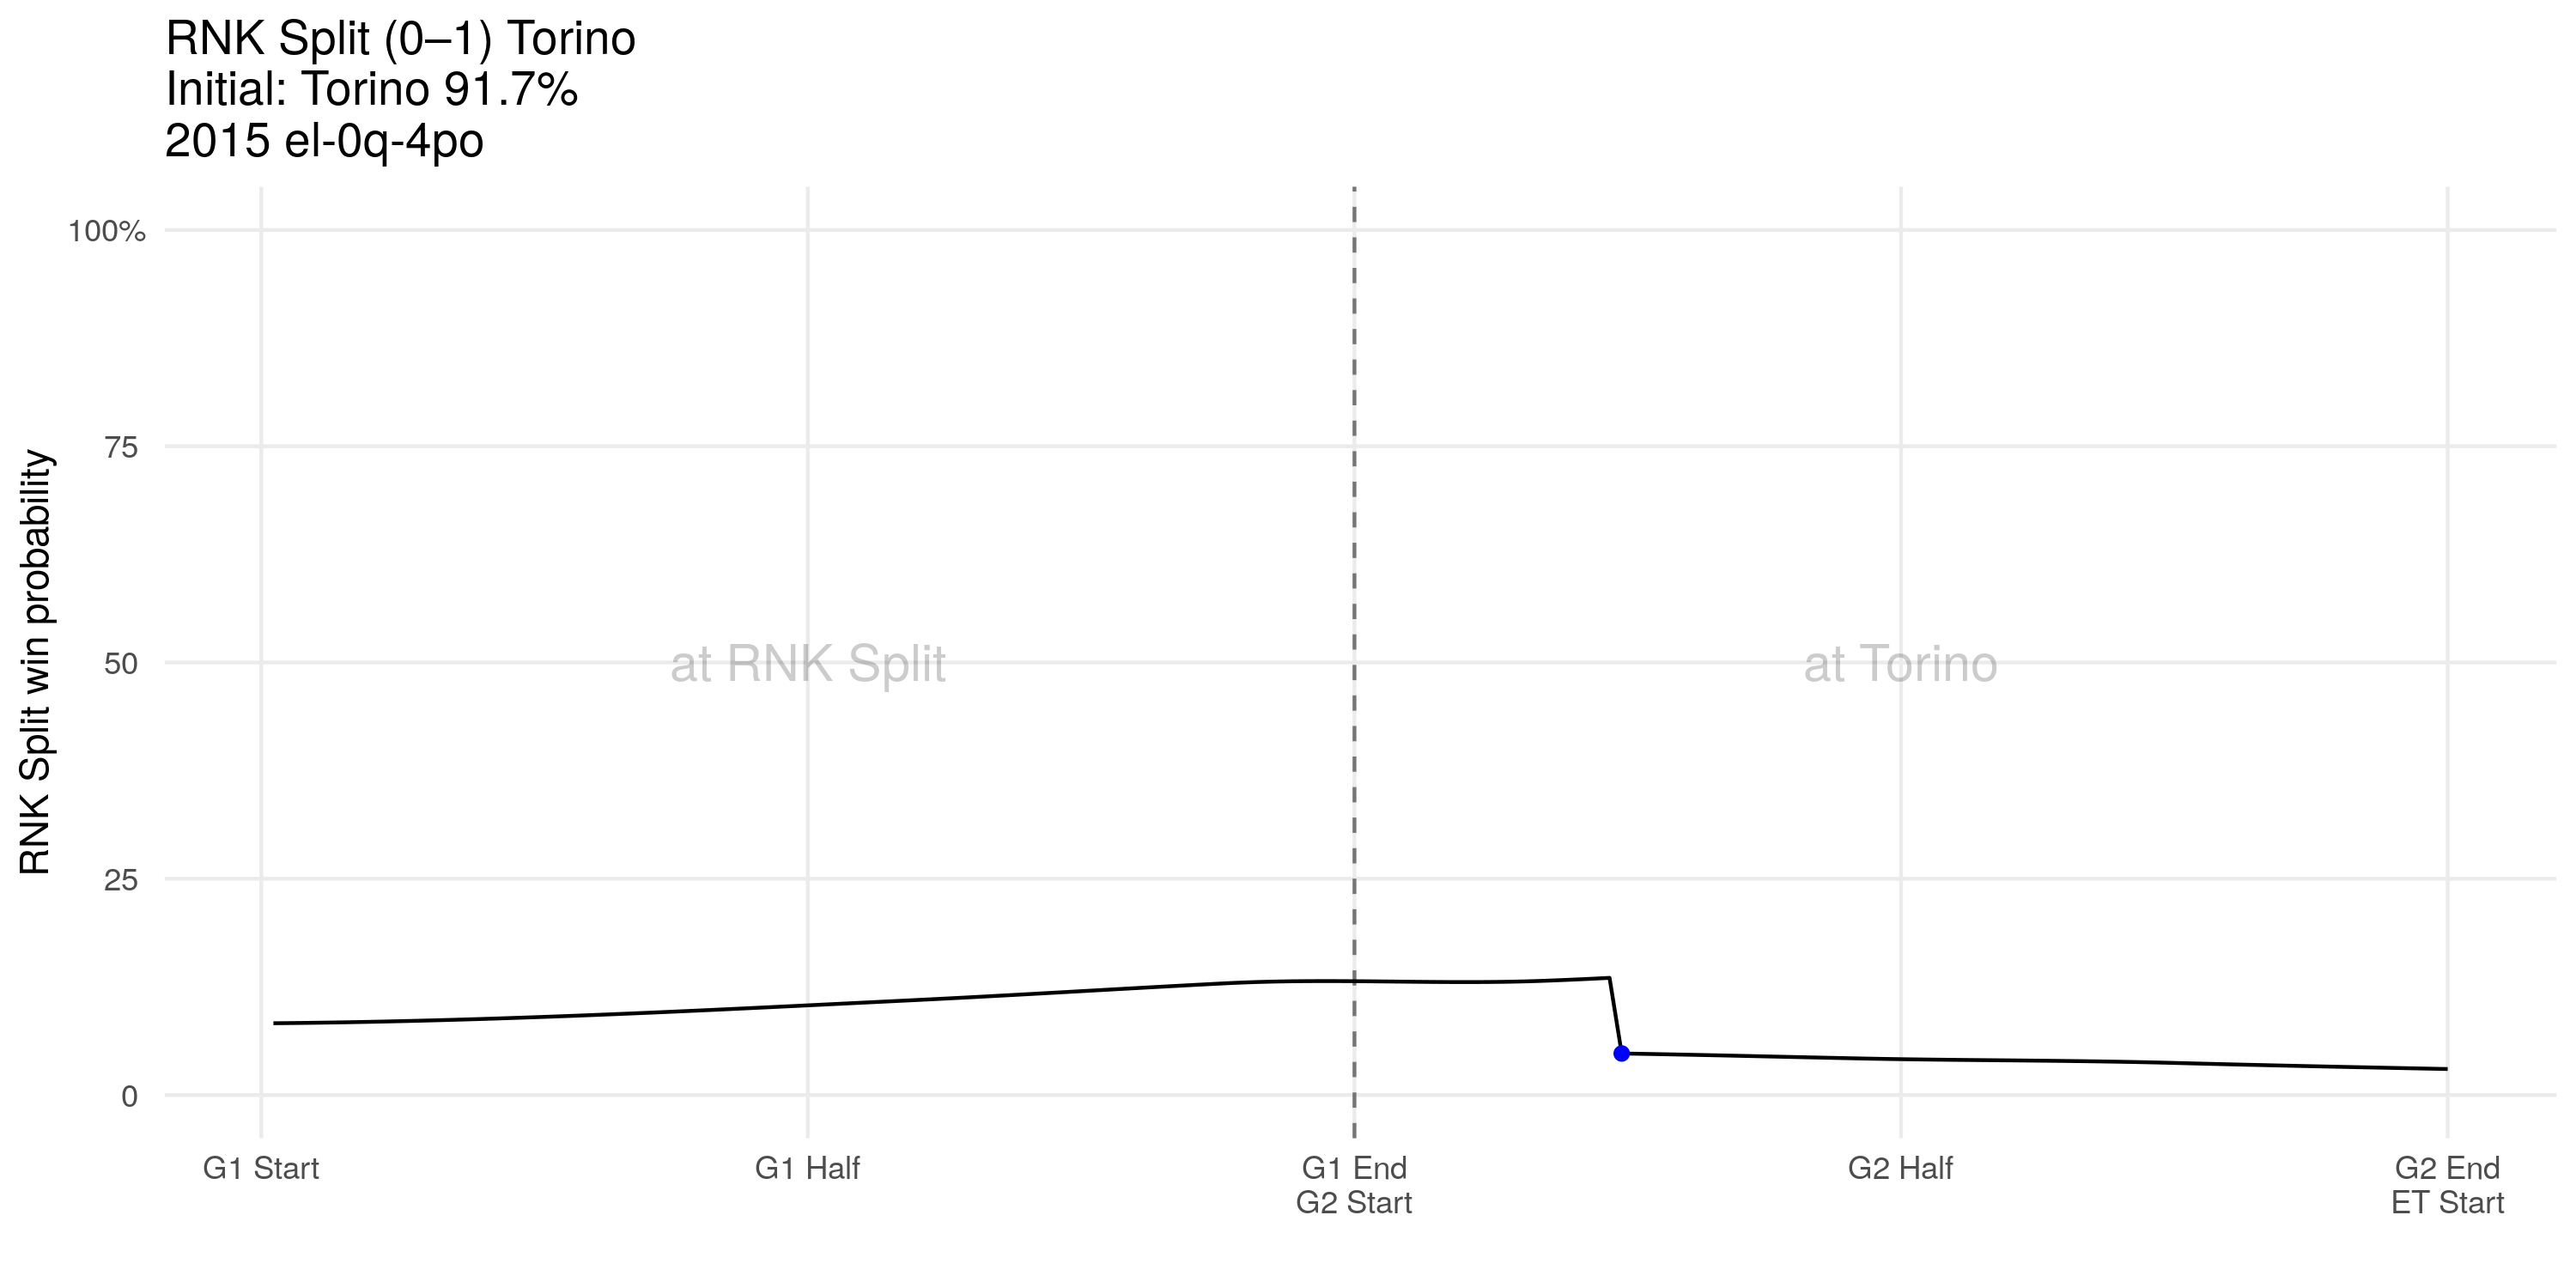 RNK Split (0–1) Torino
Initial: Torino 91.7%
2015 el-0q-4po
RNK Split win probability
100%
75
50
25
0
at RNK Split
at Torino
G1 Start
G1 Half
G1 End
G2 Start
G2 Half
G2 End
ET Start